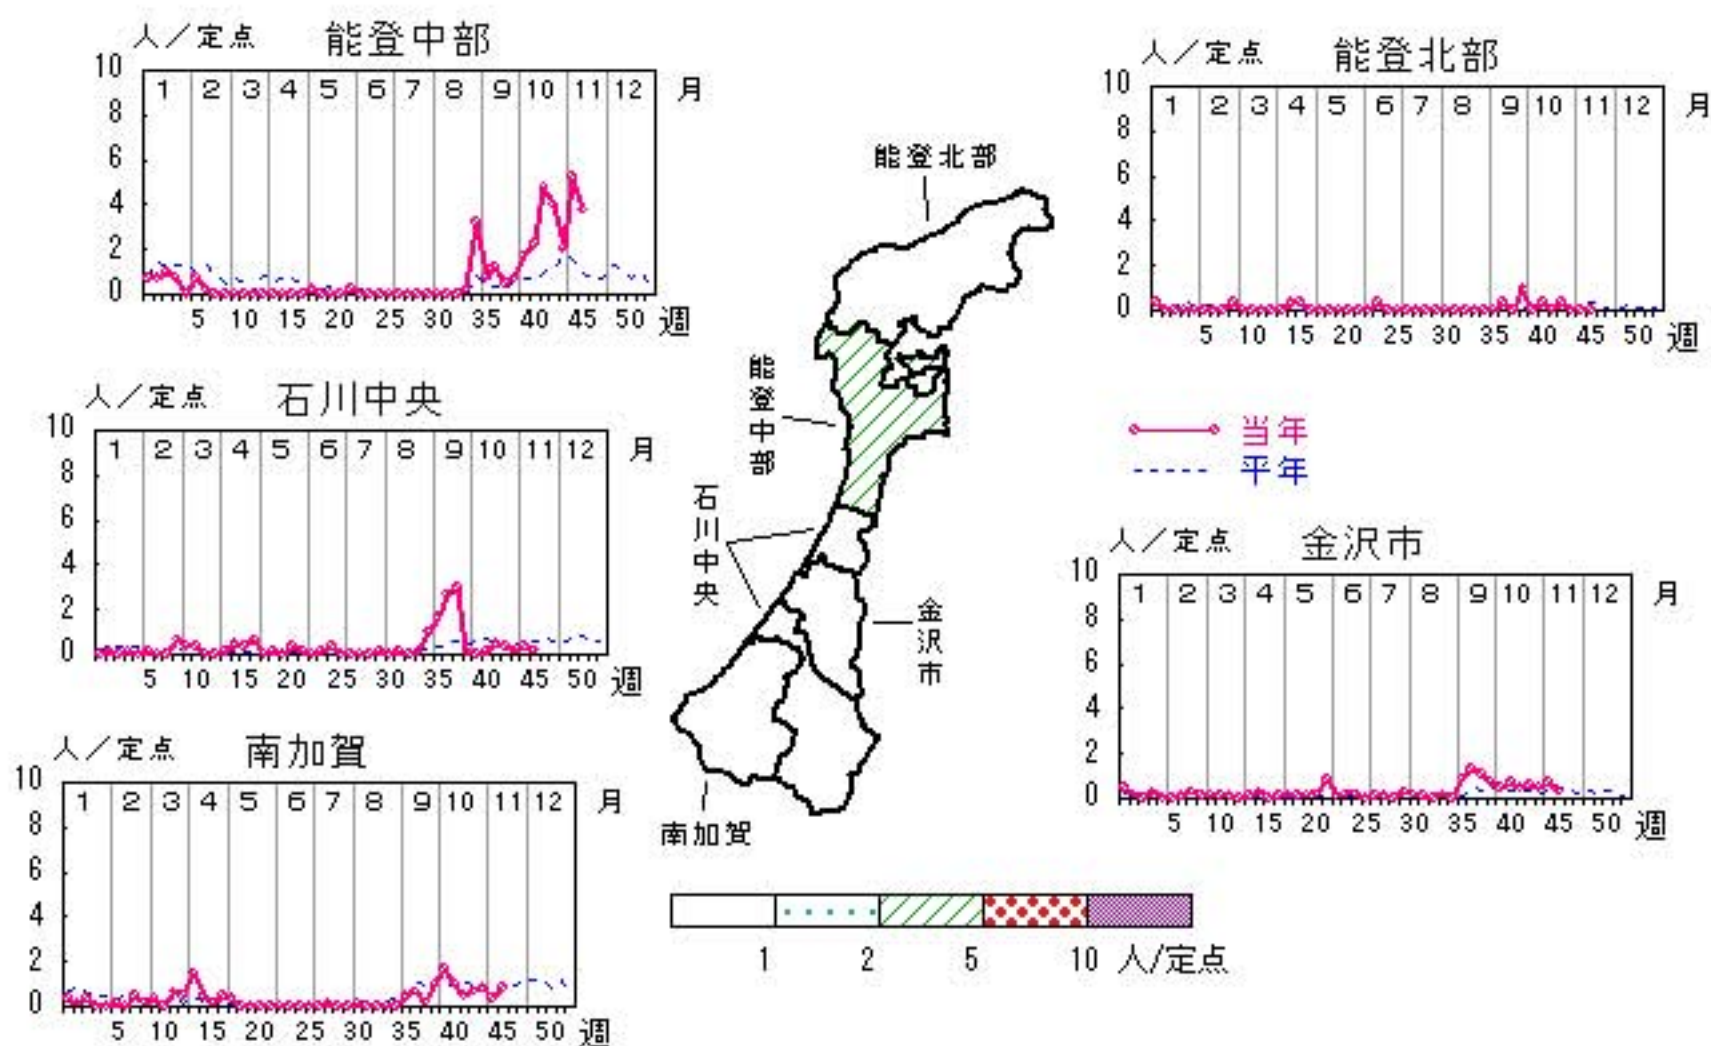 人／定点 能登中部
10 8 6 4 2 0
1 2 3 4 5 6 7 8 9 10 11 12 月
5 10 15 20 25 30 35 40 45 50 週
人／定点 能登北部
10 8 6 4 2 0
1 2 3 4 5 6 7 8 9 10 11 12 月
5 10 15 20 25 30 35 40 45 50 週
人／定点 石川中央
10 8 6 4 2 0
1 2 3 4 5 6 7 8 9 10 11 12 月
5 10 15 20 25 30 35 40 45 50 週
能登北部
能登中部
石川中央
金沢市
南加賀
当年
平年
人／定点 金沢市
10 8 6 4 2 0
1 2 3 4 5 6 7 8 9 10 11 12 月
5 10 15 20 25 30 35 40 45 50 週
人／定点 南加賀
10 8 6 4 2 0
1 2 3 4 5 6 7 8 9 10 11 12 月
5 10 15 20 25 30 35 40 45 50 週
1 2 5 10 人/定点